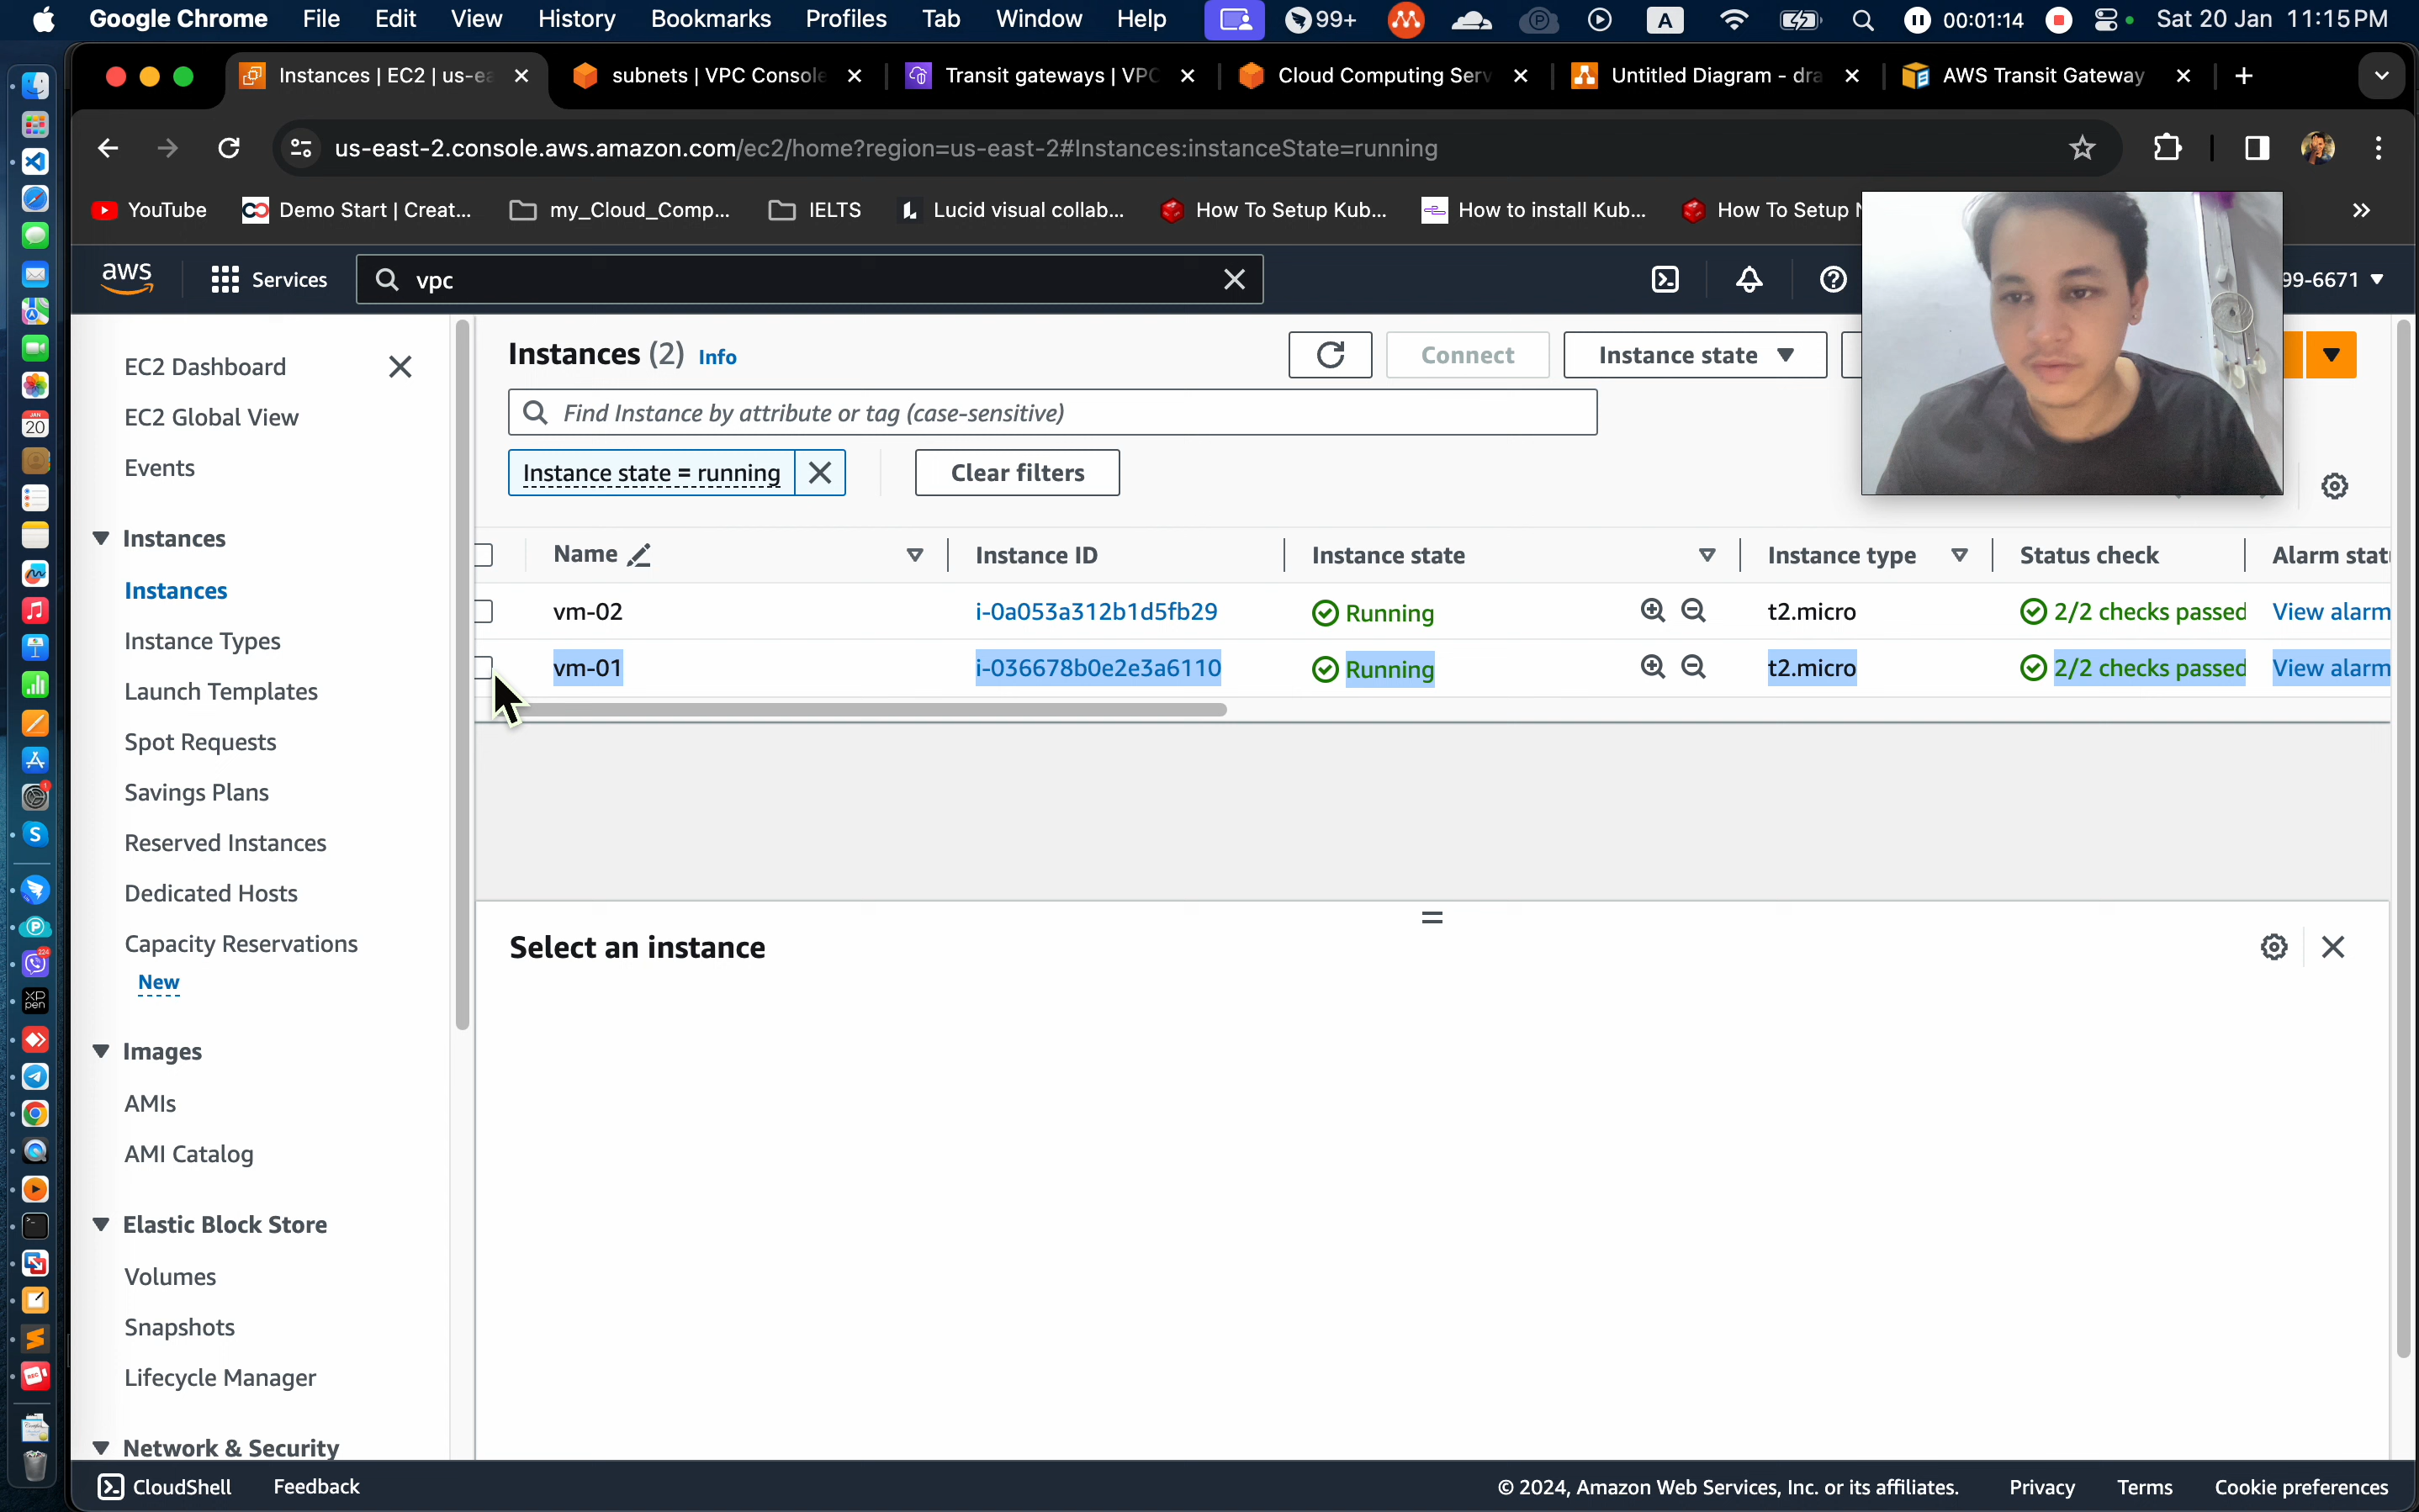 Google Chrome File Edit View History Bookmarks Profiles Tab Window Help 99+ A 00:01:14 Sat 20 Jan 11:15 PM
Instances | EC2 | us-ea subnets | VPC Console Transit gateways | VPC Cloud Computing Serv Untitled Diagram - dra AWS Transit Gateway
us-east-2.console.aws.amazon.com/ec2/home?region=us-east-2#Instances:instanceState=running
YouTube Demo Start | Creat... my_Cloud_Comp... IELTS Lucid visual collab... How To Setup Kub... How to install Kub... How To Setup
aws Services vpc 99-6671
EC2 Dashboard
EC2 Global View
Events
Instances
Instances
Instance Types
Launch Templates
Spot Requests
Savings Plans
Reserved Instances
Dedicated Hosts
Capacity Reservations
New
Images
AMIs
AMI Catalog
Elastic Block Store
Volumes
Snapshots
Lifecycle Manager
Network & Security
Instances (2) Info Connect Instance state
Find Instance by attribute or tag (case-sensitive)
Instance state = running Clear filters
Name Instance ID Instance state Instance type Status check Alarm stat
vm-02 i-0a053a312b1d5fb29 Running t2.micro 2/2 checks passed View alarm
vm-01 i-036678b0e2e3a6110 Running t2.micro 2/2 checks passed View alarm
Select an instance
CloudShell Feedback © 2024, Amazon Web Services, Inc. or its affiliates. Privacy Terms Cookie preferences